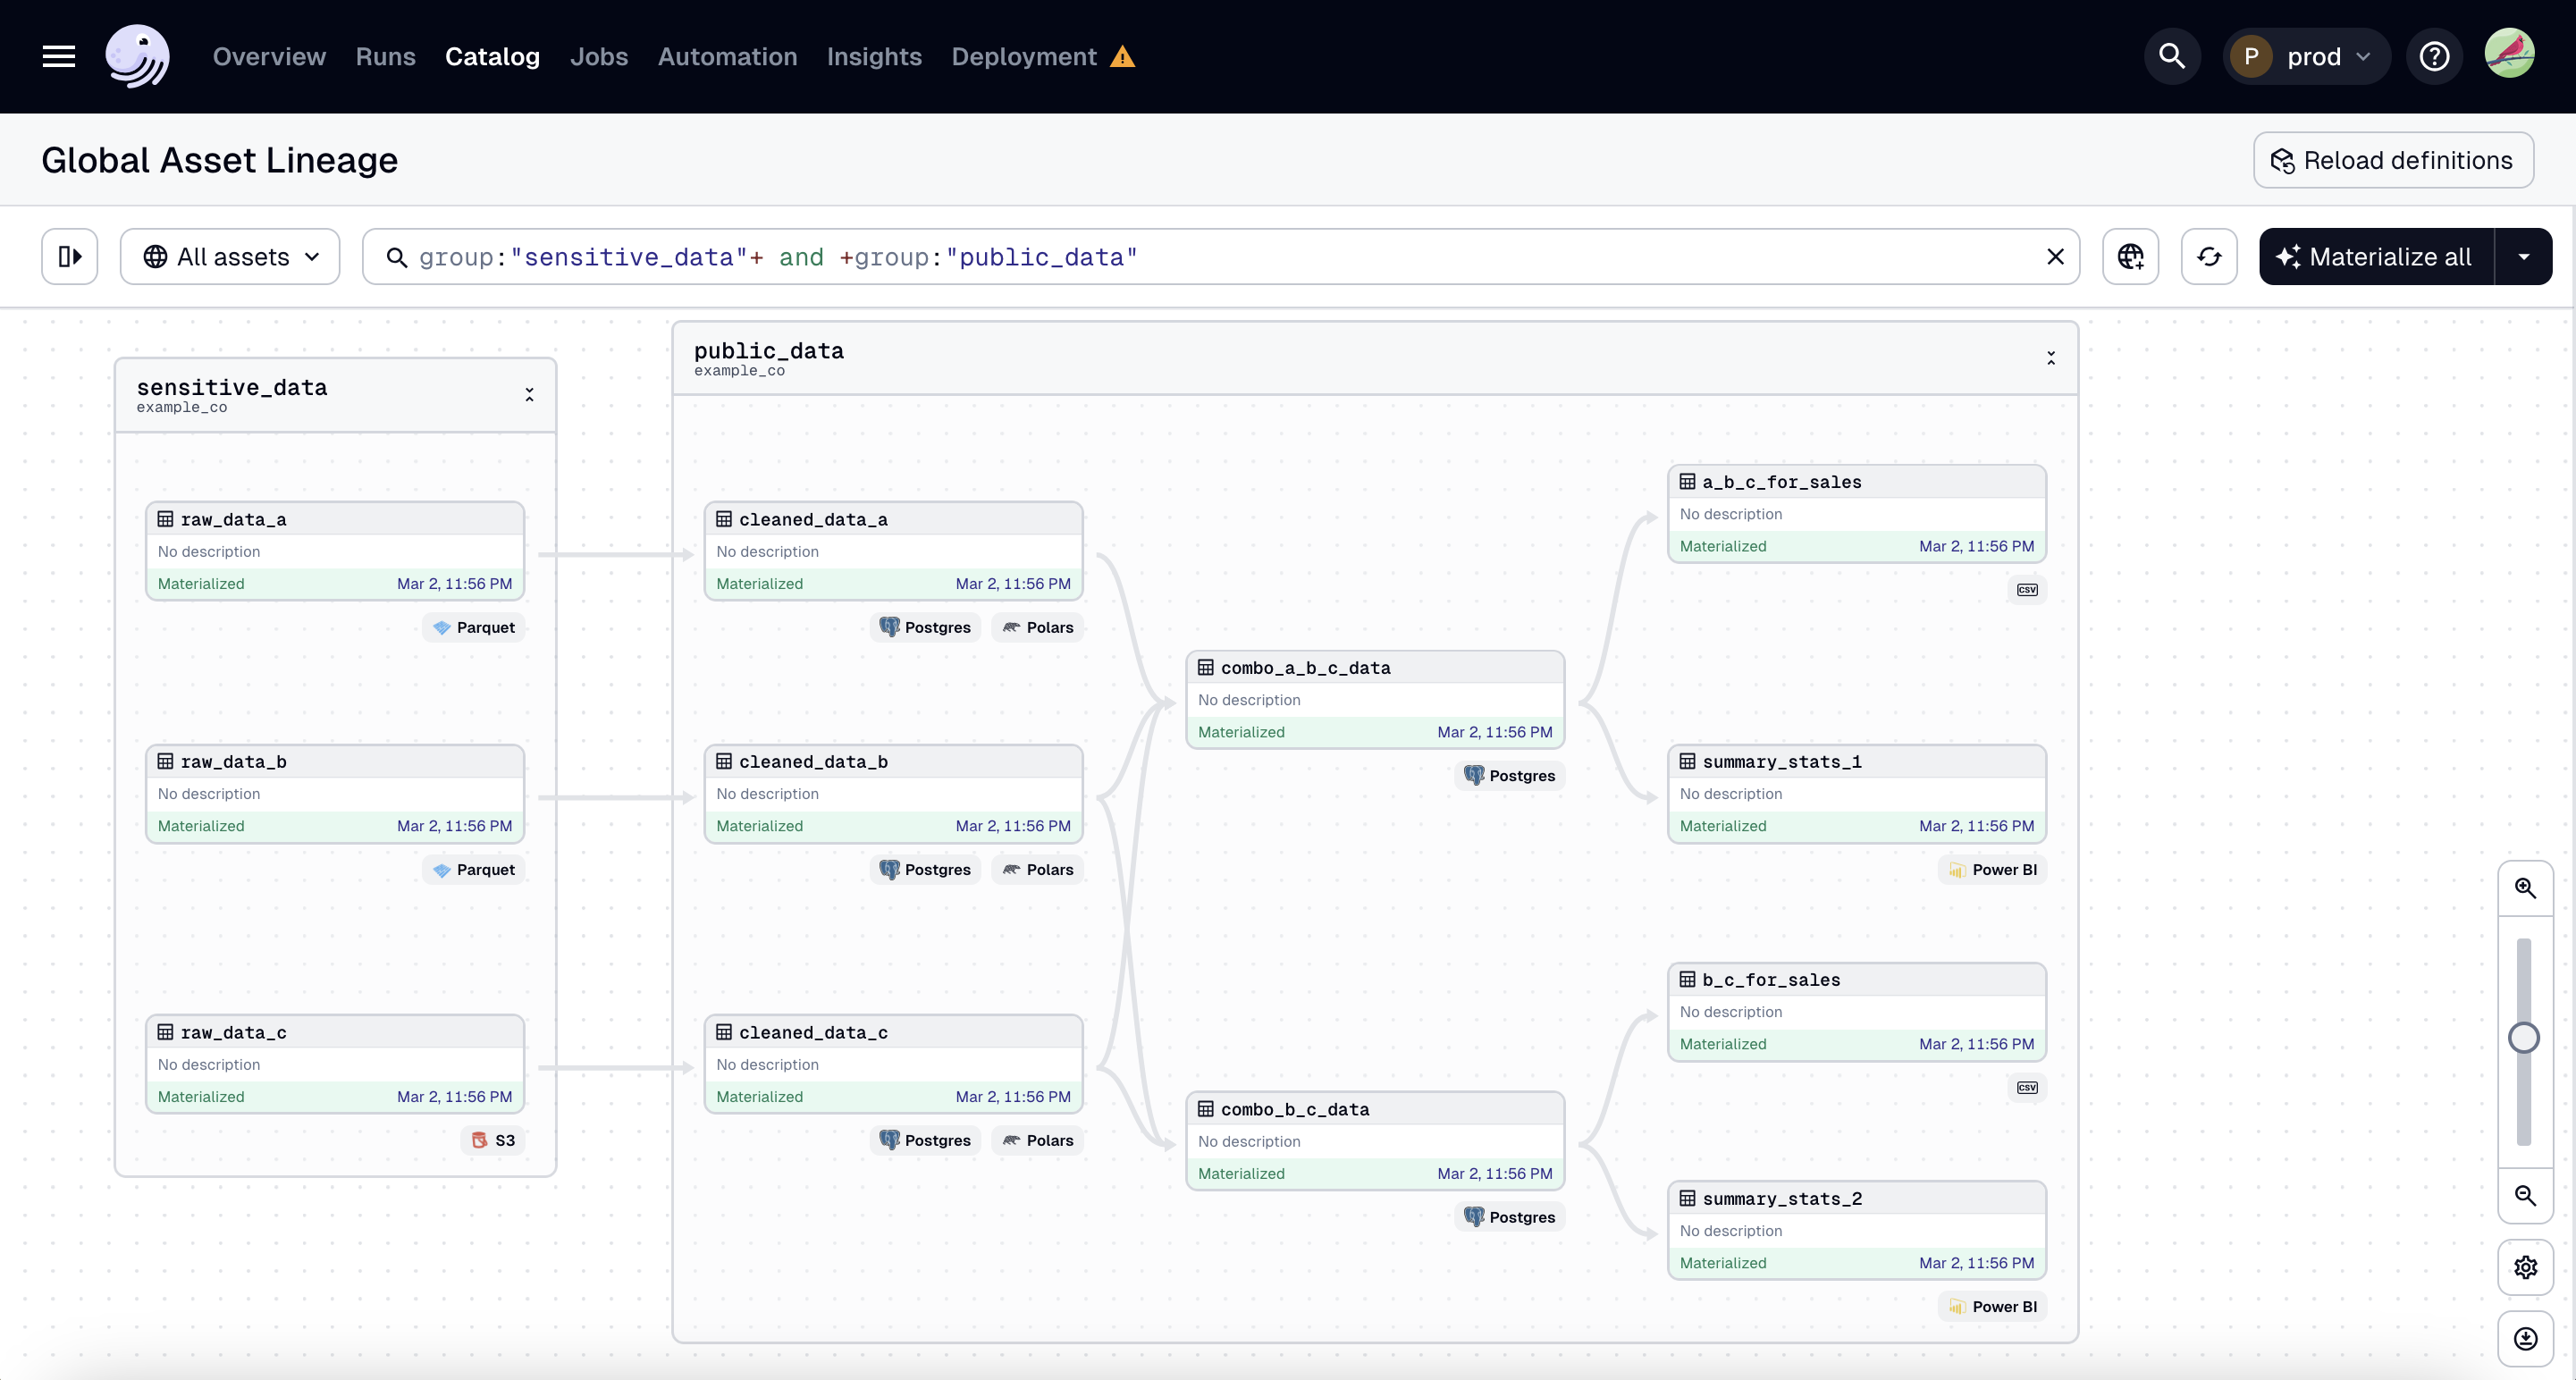 Overview Runs Catalog Jobs Automation Insights Deployment
P prod
Global Asset Lineage
Reload definitions
All assets
group:"sensitive_data"+ and +group:"public_data"
Materialize all
sensitive_data
example_co
raw_data_a
No description
Materialized Mar 2, 11:56 PM
Parquet
raw_data_b
No description
Materialized Mar 2, 11:56 PM
Parquet
raw_data_c
No description
Materialized Mar 2, 11:56 PM
S3
public_data
example_co
cleaned_data_a
No description
Materialized Mar 2, 11:56 PM
Postgres Polars
cleaned_data_b
No description
Materialized Mar 2, 11:56 PM
Postgres Polars
cleaned_data_c
No description
Materialized Mar 2, 11:56 PM
Postgres Polars
combo_a_b_c_data
No description
Materialized Mar 2, 11:56 PM
Postgres
combo_b_c_data
No description
Materialized Mar 2, 11:56 PM
Postgres
a_b_c_for_sales
No description
Materialized Mar 2, 11:56 PM
CSV
summary_stats_1
No description
Materialized Mar 2, 11:56 PM
Power BI
b_c_for_sales
No description
Materialized Mar 2, 11:56 PM
CSV
summary_stats_2
No description
Materialized Mar 2, 11:56 PM
Power BI